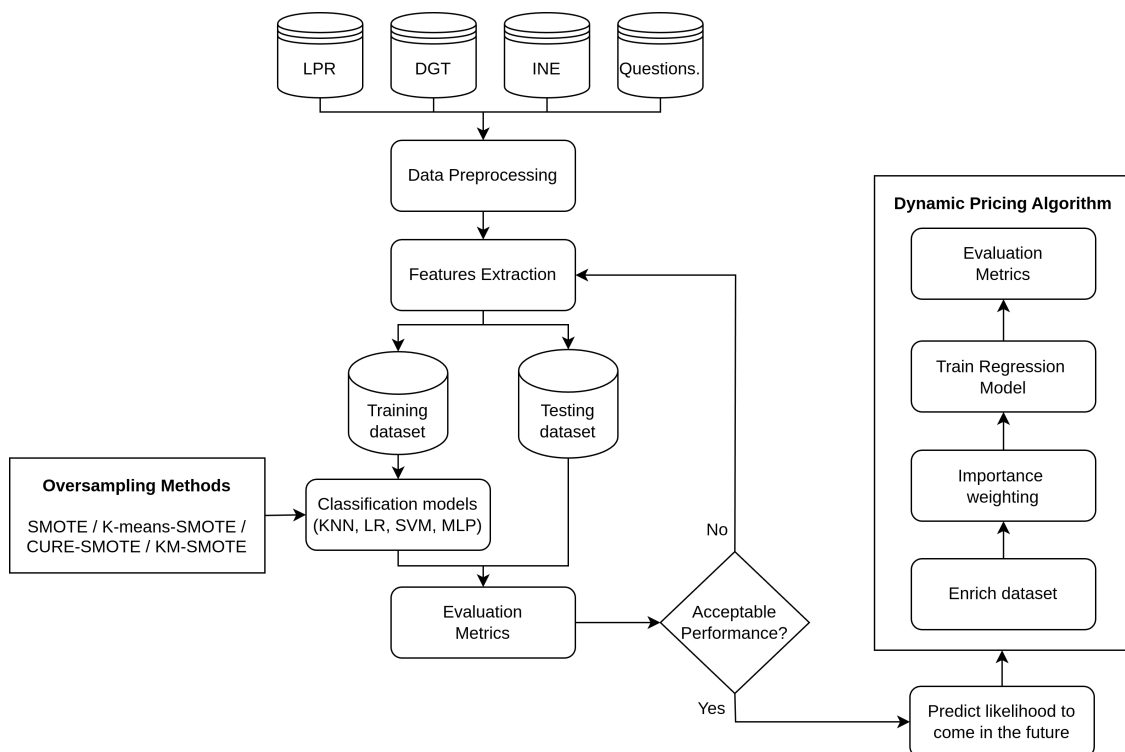 LPR
DGT
INE
Questions.
Data Preprocessing
Features Extraction
Training
dataset
Testing
dataset
Oversampling Methods
SMOTE / K-means-SMOTE /
CURE-SMOTE / KM-SMOTE
Classification models
(KNN, LR, SVM, MLP)
Evaluation
Metrics
Acceptable
Performance?
No
Yes
Predict likelihood to
come in the future
Dynamic Pricing Algorithm
Evaluation
Metrics
Train Regression
Model
Importance
weighting
Enrich dataset